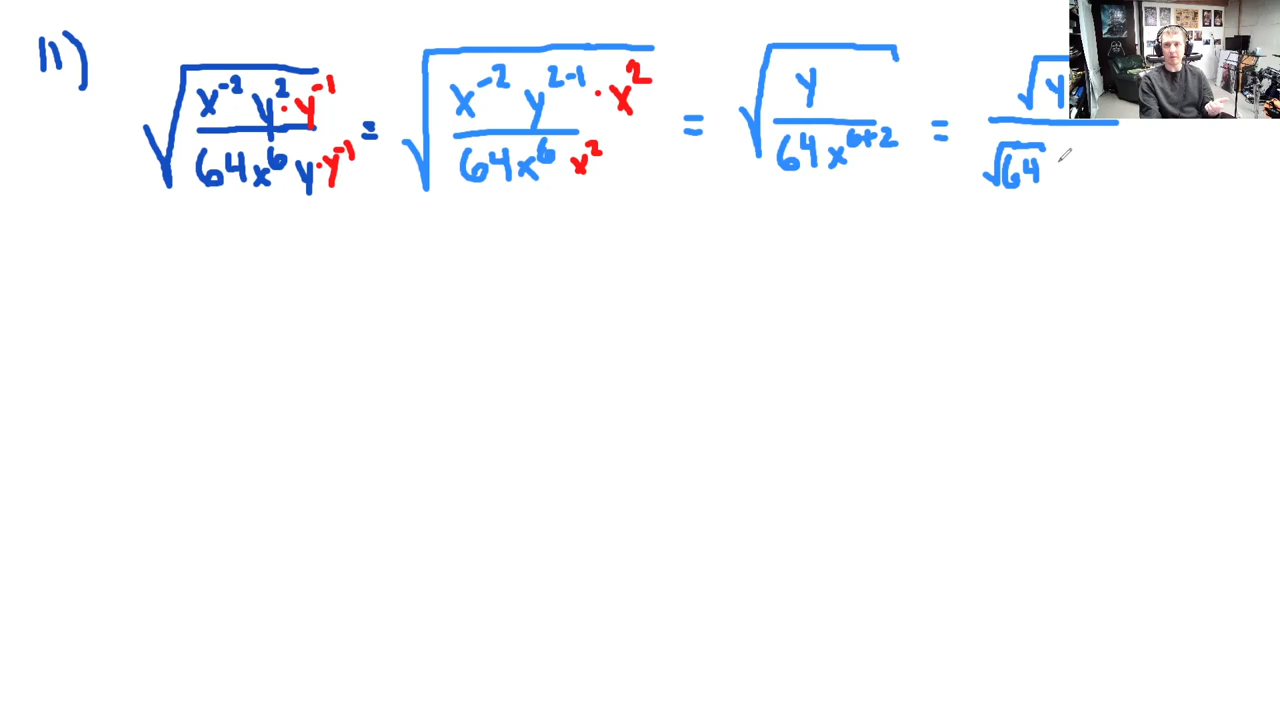 11) √(x⁻² y² · y⁻¹ / 64x⁶ y · y⁻¹) = √(x⁻² y²⁻¹ · x² / 64x⁶ x²) = √(y / 64x⁶⁺²) = √y / √64